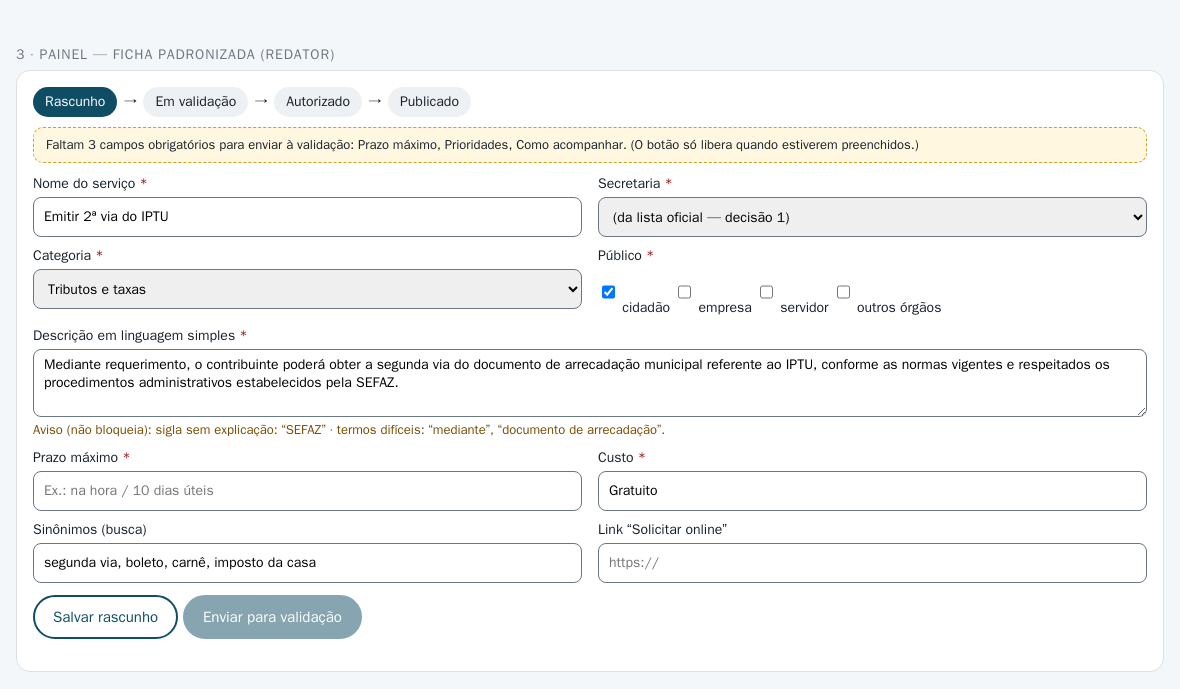 3 · PAINEL — FICHA PADRONIZADA (REDATOR)
Rascunho → Em validação → Autorizado → Publicado
Faltam 3 campos obrigatórios para enviar à validação: Prazo máximo, Prioridades, Como acompanhar. (O botão só libera quando estiverem preenchidos.)
Nome do serviço *
Secretaria *
Emitir 2ª via do IPTU
(da lista oficial — decisão 1)
Categoria *
Público *
Tributos e taxas
cidadão empresa servidor outros órgãos
Descrição em linguagem simples *
Mediante requerimento, o contribuinte poderá obter a segunda via do documento de arrecadação municipal referente ao IPTU, conforme as normas vigentes e respeitados os
procedimentos administrativos estabelecidos pela SEFAZ.
Aviso (não bloqueia): sigla sem explicação: “SEFAZ” · termos difíceis: “mediante”, “documento de arrecadação”.
Prazo máximo *
Custo *
Ex.: na hora / 10 dias úteis
Gratuito
Sinônimos (busca)
Link “Solicitar online”
segunda via, boleto, carnê, imposto da casa
https://
Salvar rascunho
Enviar para validação